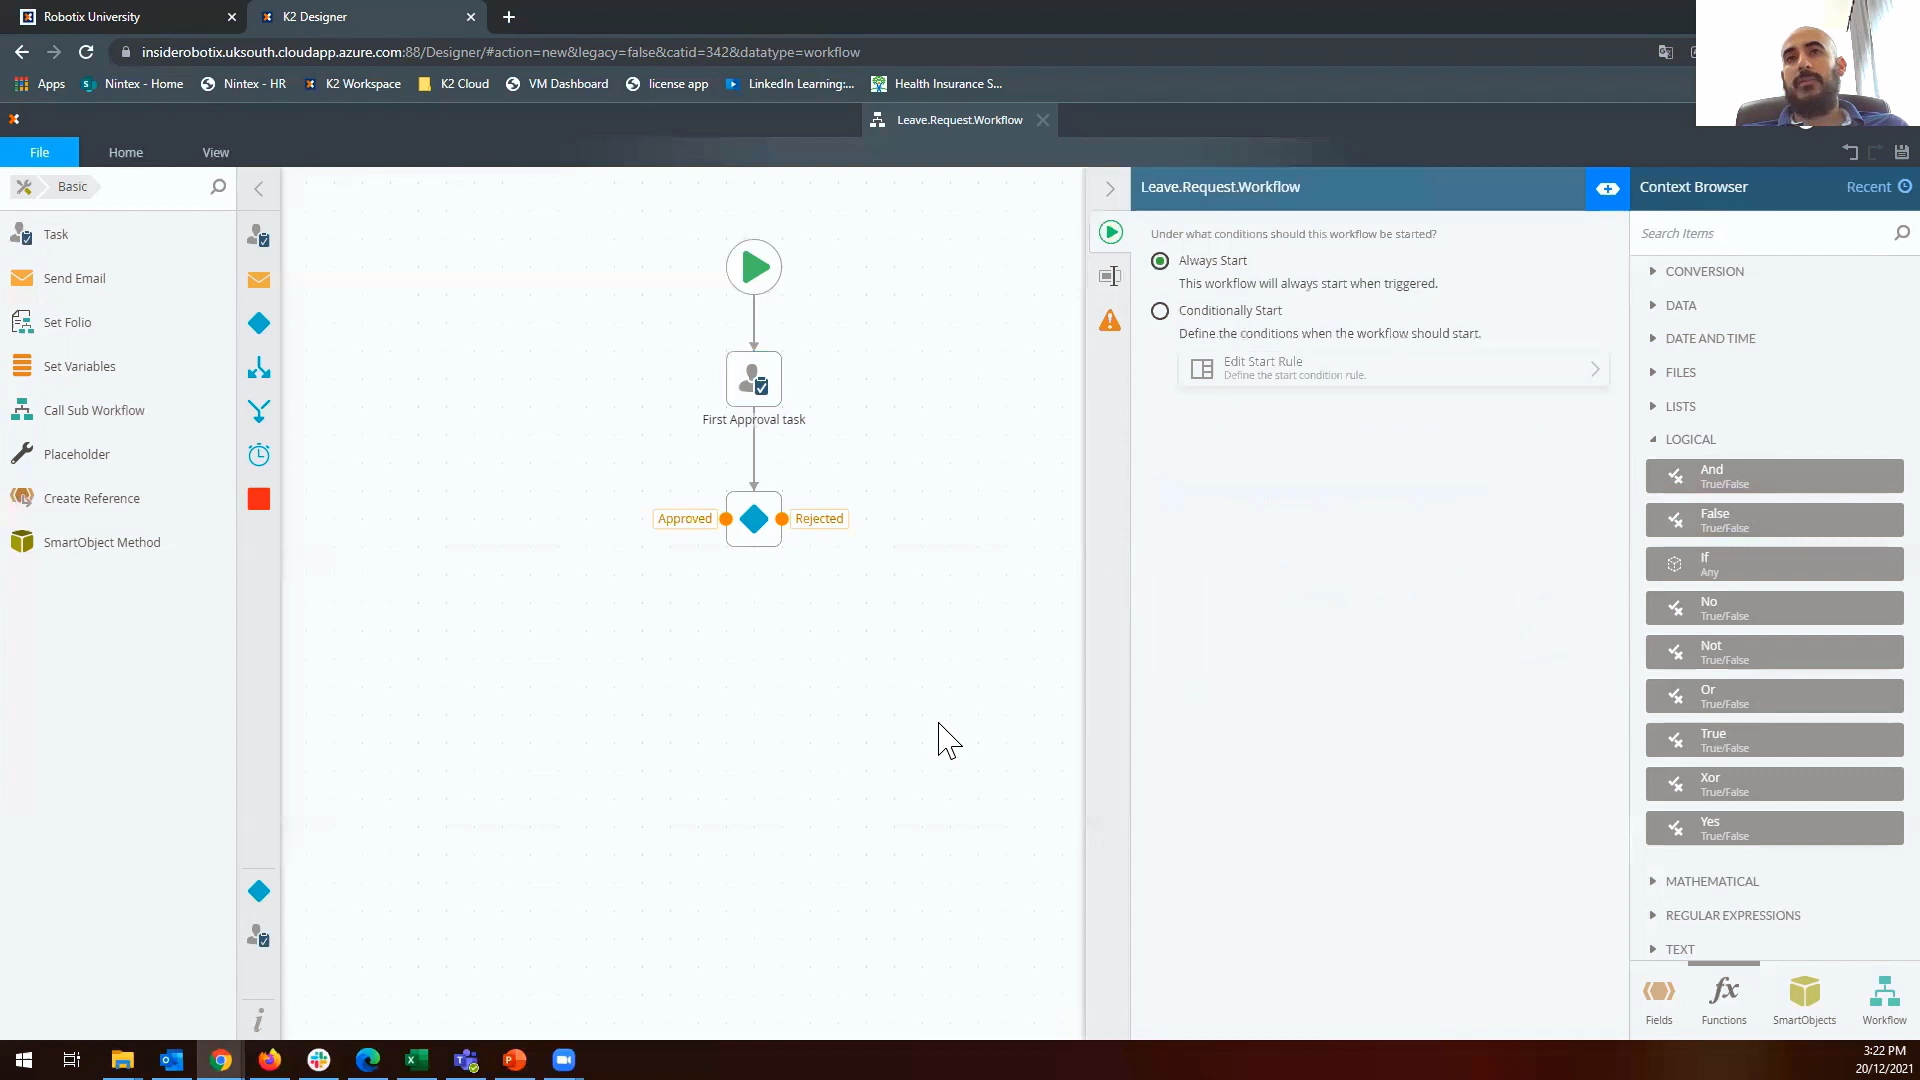 Robotix University
K2 Designer
insiderobotix.uksouth.cloudapp.azure.com:88/Designer/#action=new&legacy=false&catid=342&datatype=workflow
Apps
Nintex - Home
Nintex - HR
K2 Workspace
K2 Cloud
VM Dashboard
license app
LinkedIn Learning:...
Health Insurance S...
Leave.Request.Workflow
File
Home
View
Basic
Task
Send Email
Set Folio
Set Variables
Call Sub Workflow
Placeholder
Create Reference
SmartObject Method
First Approval task
Approved
Rejected
Leave.Request.Workflow
Under what conditions should this workflow be started?
Always Start
This workflow will always start when triggered.
Conditionally Start
Define the conditions when the workflow should start.
Edit Start Rule
Define the start condition rule.
Context Browser
Recent
Search Items
CONVERSION
DATA
DATE AND TIME
FILES
LISTS
LOGICAL
And
True/False
False
True/False
If
Any
No
True/False
Not
True/False
Or
True/False
True
True/False
Xor
True/False
Yes
True/False
MATHEMATICAL
REGULAR EXPRESSIONS
TEXT
Fields
Functions
SmartObjects
Workflow
3:22 PM
20/12/2021